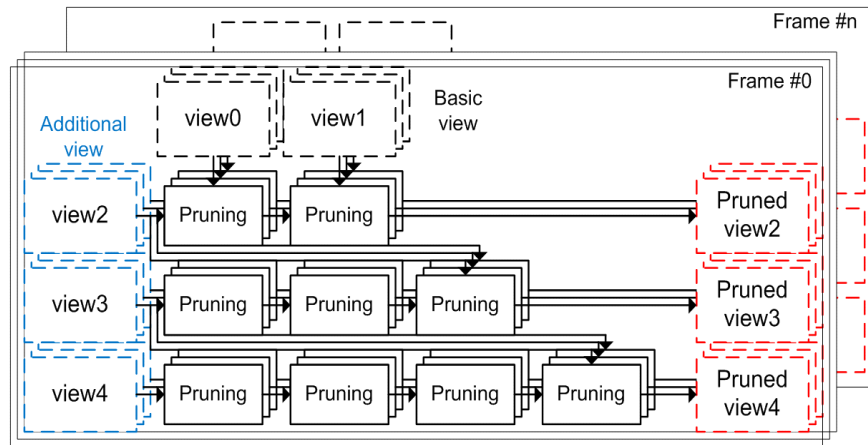 Frame #n
Frame #0
view0
view1
Basic
view
Additional
view
view2
Pruning
Pruning
Pruned
view2
view3
Pruning
Pruning
Pruning
Pruned
view3
view4
Pruning
Pruning
Pruning
Pruning
Pruned
view4